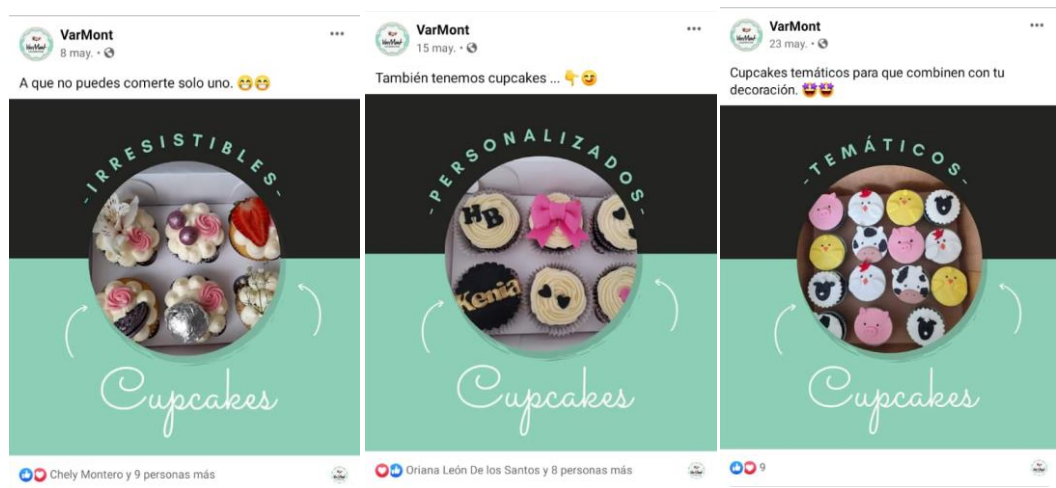 VarMont
8 may.
A que no puedes comerte solo uno. 😁😁
- IRRESISTIBLES -
Cupcakes
Chely Montero y 9 personas más
VarMont
15 may.
También tenemos cupcakes ... 👇😋
- PERSONALIZADOS -
HB
Kenia
Cupcakes
Oriana León De los Santos y 8 personas más
VarMont
23 may.
Cupcakes temáticos para que combinen con tu
decoración. 🤩🤩
- TEMÁTICOS -
Cupcakes
9